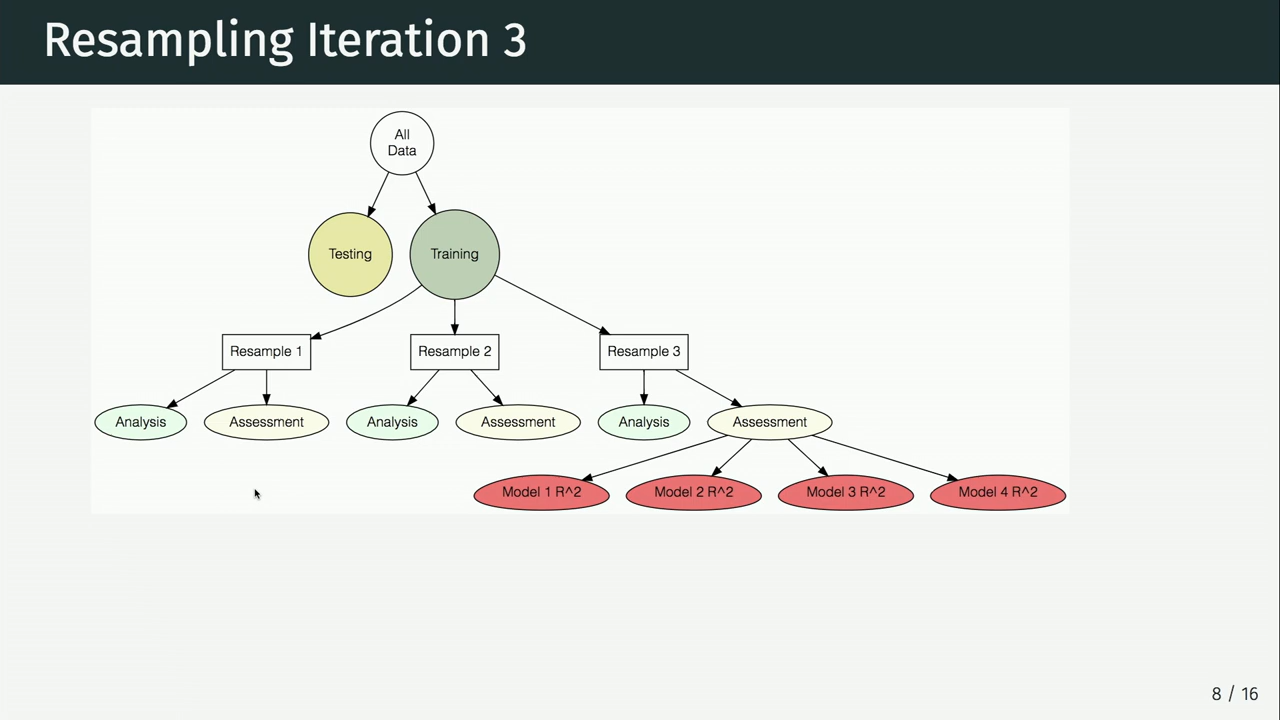 Resampling Iteration 3
All
Data
Testing
Training
Resample 1
Resample 2
Resample 3
Analysis
Assessment
Analysis
Assessment
Analysis
Assessment
Model 1 R^2
Model 2 R^2
Model 3 R^2
Model 4 R^2
8 / 16